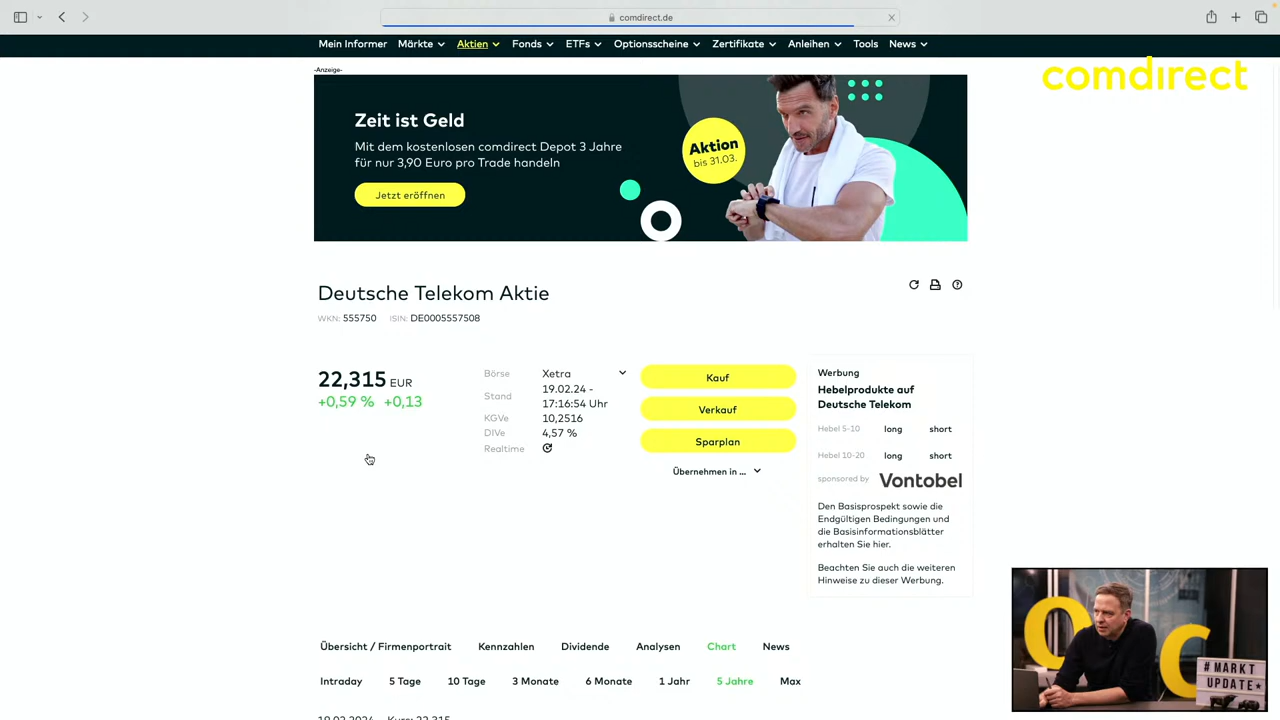 comdirect.de
Mein Informer Märkte Aktien Fonds ETFs Optionsscheine Zertifikate Anleihen Tools News
-Anzeige-
comdirect
Zeit ist Geld
Mit dem kostenlosen comdirect Depot 3 Jahre
für nur 3,90 Euro pro Trade handeln
Jetzt eröffnen
Aktion
bis 31.03.
Deutsche Telekom Aktie
WKN: 555750 ISIN: DE0005557508
22,315 EUR
+0,59 % +0,13
Börse Xetra
Stand 19.02.24 -
17:16:54 Uhr
KGVe 10,2516
DIVe 4,57 %
Realtime
Kauf
Verkauf
Sparplan
Übernehmen in ...
Werbung
Hebelprodukte auf
Deutsche Telekom
Hebel 5-10 long short
Hebel 10-20 long short
sponsored by Vontobel
Den Basisprospekt sowie die
Endgültigen Bedingungen und
die Basisinformationsblätter
erhalten Sie hier.
Beachten Sie auch die weiteren
Hinweise zu dieser Werbung.
Übersicht / Firmenportrait Kennzahlen Dividende Analysen Chart News
Intraday 5 Tage 10 Tage 3 Monate 6 Monate 1 Jahr 5 Jahre Max
19.02.2024 Kurs: 22,315
# MARKT
UPDATE*